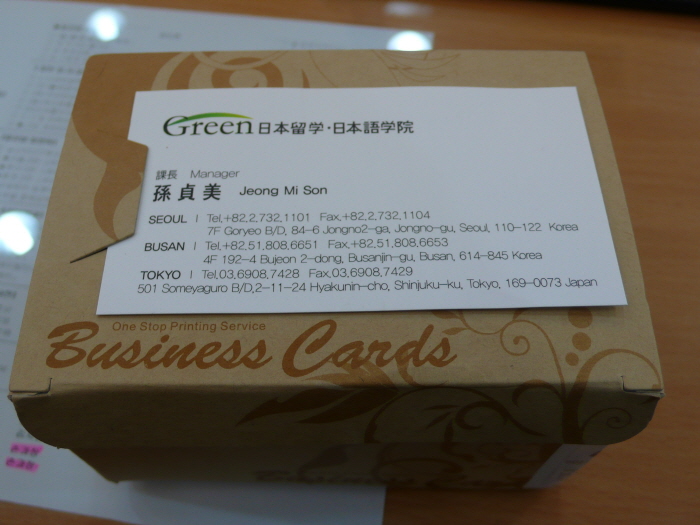 Green 日本留学·日本語学院
課長 Manager
孫貞美 Jeong Mi Son
SEOUL | Tel,+82,2,732,1101 Fax,+82,2,732,1104
7F Goryeo B/D, 84-6 Jongno2-ga, Jongno-gu, Seoul, 110-122 Korea
BUSAN | Tel,+82,51,808,6651 Fax,+82,51,808,6653
4F 192-4 Bujeon 2-dong, Busanjin-gu, Busan, 614-845 Korea
TOKYO | Tel,03,6908,7428 Fax,03,6908,7429
501 Someyaguro B/D,2-11-24 Hyakunin-cho, Shinjuku-ku, Tokyo, 169-0073 Japan
One Stop Printing Service
Business Cards
Business Cards